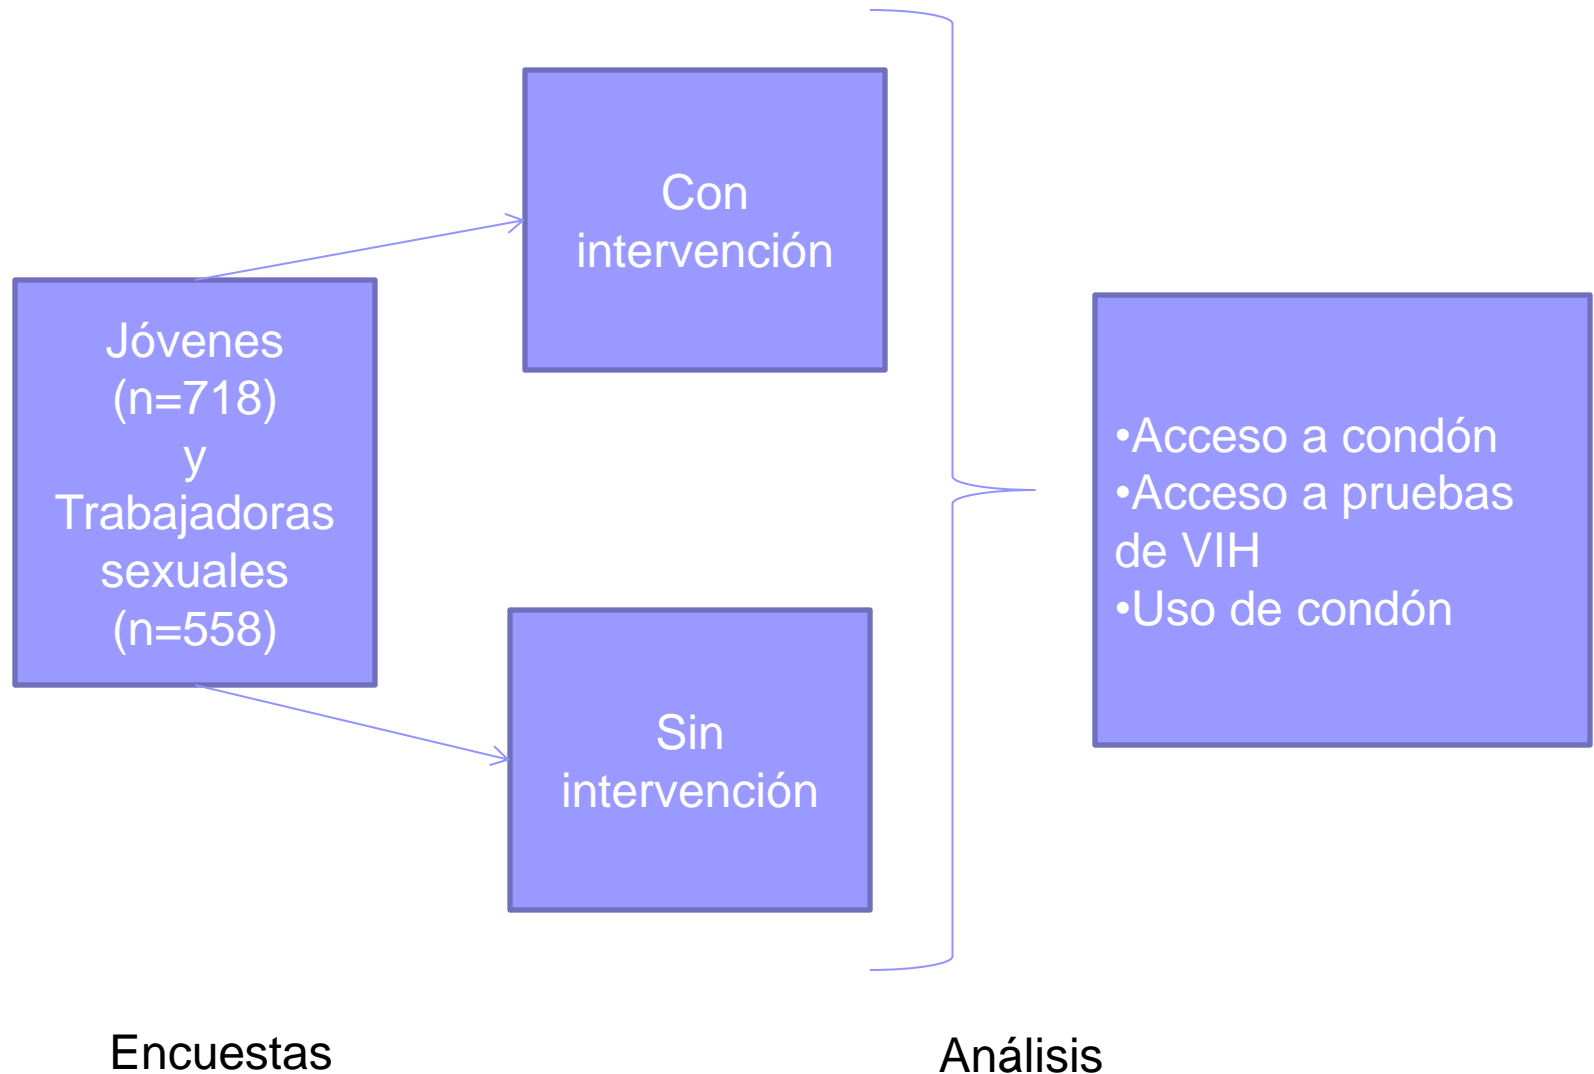 Jóvenes
(n=718)
y
Trabajadoras
sexuales
(n=558)
Con
intervención
Sin
intervención
•Acceso a condón
•Acceso a pruebas
de VIH
•Uso de condón
Encuestas
Análisis